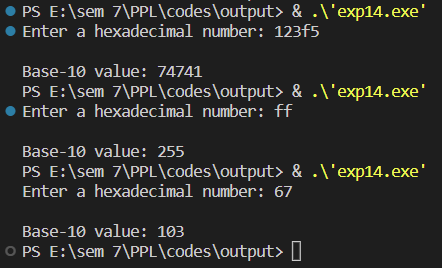 PS E:\sem 7\PPL\codes\output> & .\'exp14.exe'
Enter a hexadecimal number: 123f5
Base-10 value: 74741
PS E:\sem 7\PPL\codes\output> & .\'exp14.exe'
Enter a hexadecimal number: ff
Base-10 value: 255
PS E:\sem 7\PPL\codes\output> & .\'exp14.exe'
Enter a hexadecimal number: 67
Base-10 value: 103
PS E:\sem 7\PPL\codes\output>